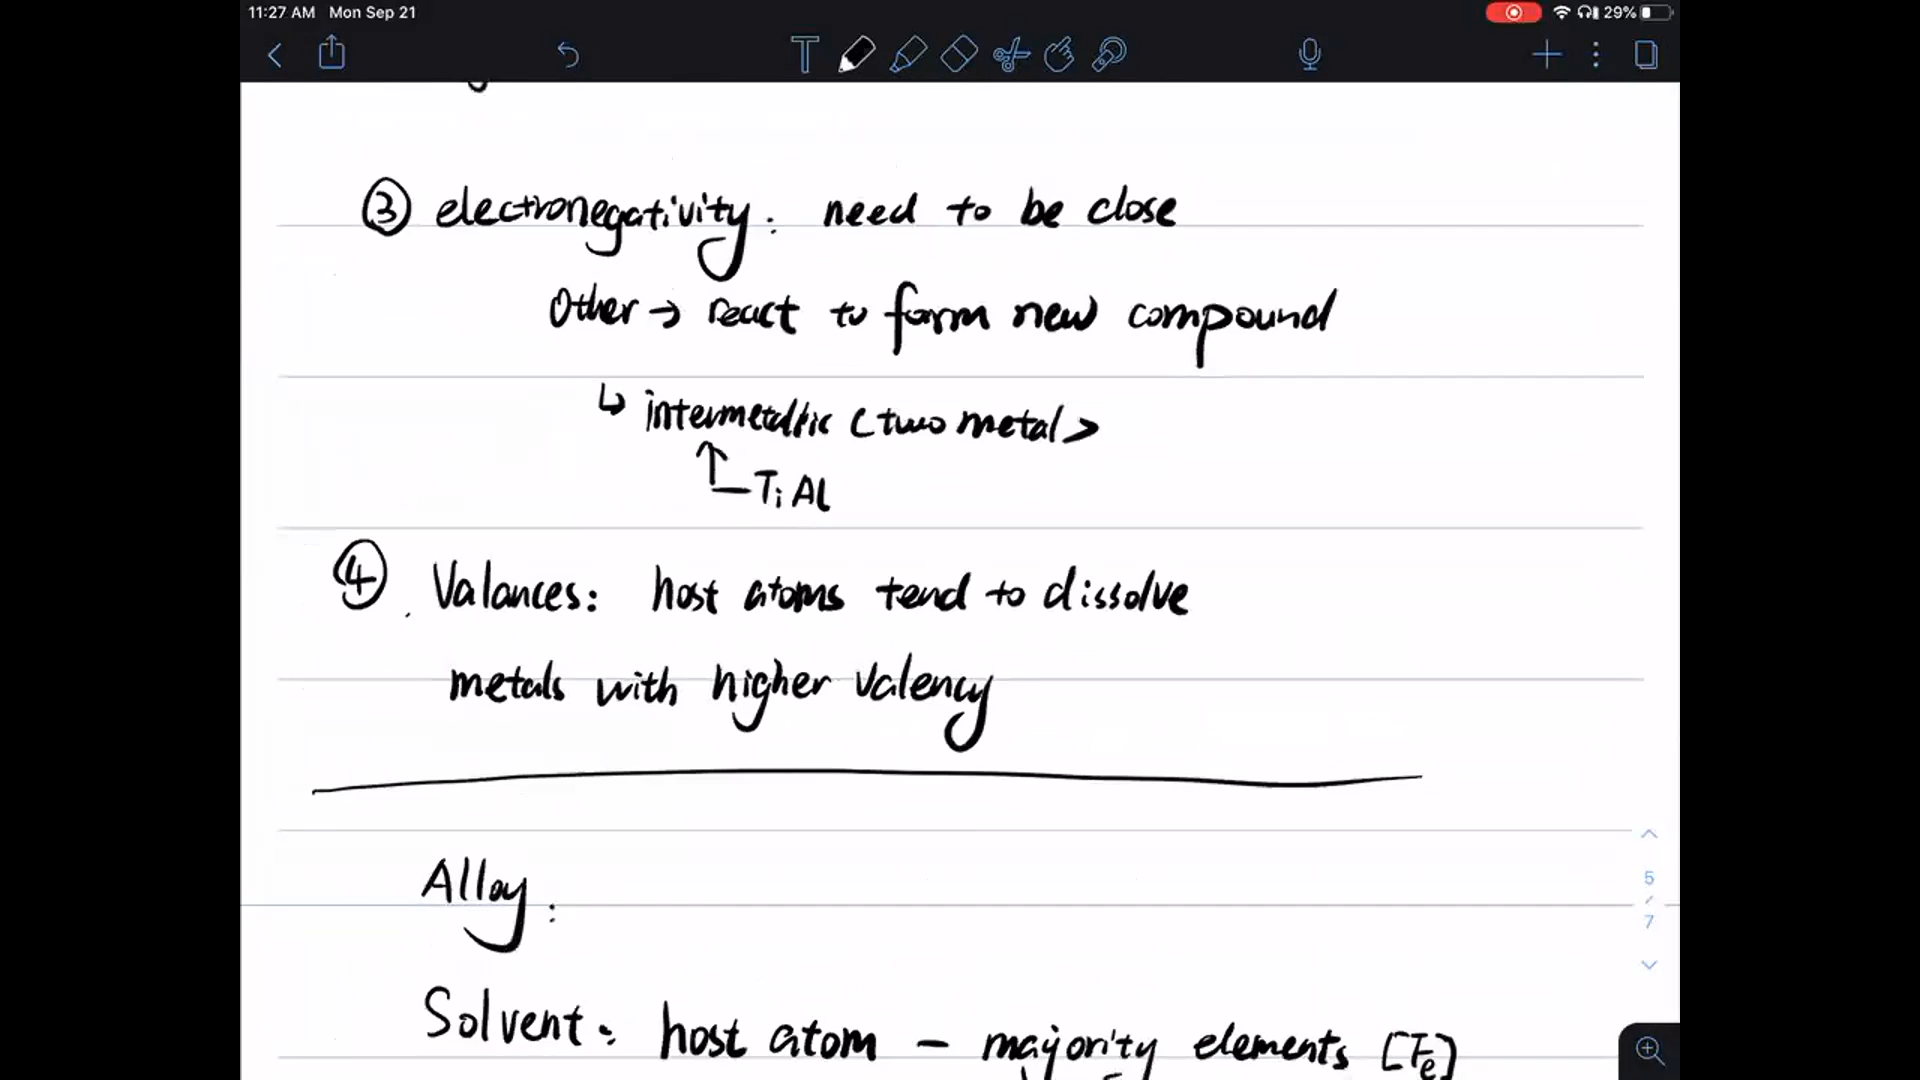 11:27 AM Mon Sep 21
29%
③ electronegativity: need to be close
Other → react to form new compound
↳ intermetallic (two metal>
TiAl
④ Valances: host atoms tend to dissolve
metals with higher valency
Alloy:
5
/
7
Solvent: host atom – majority elements [Fe]